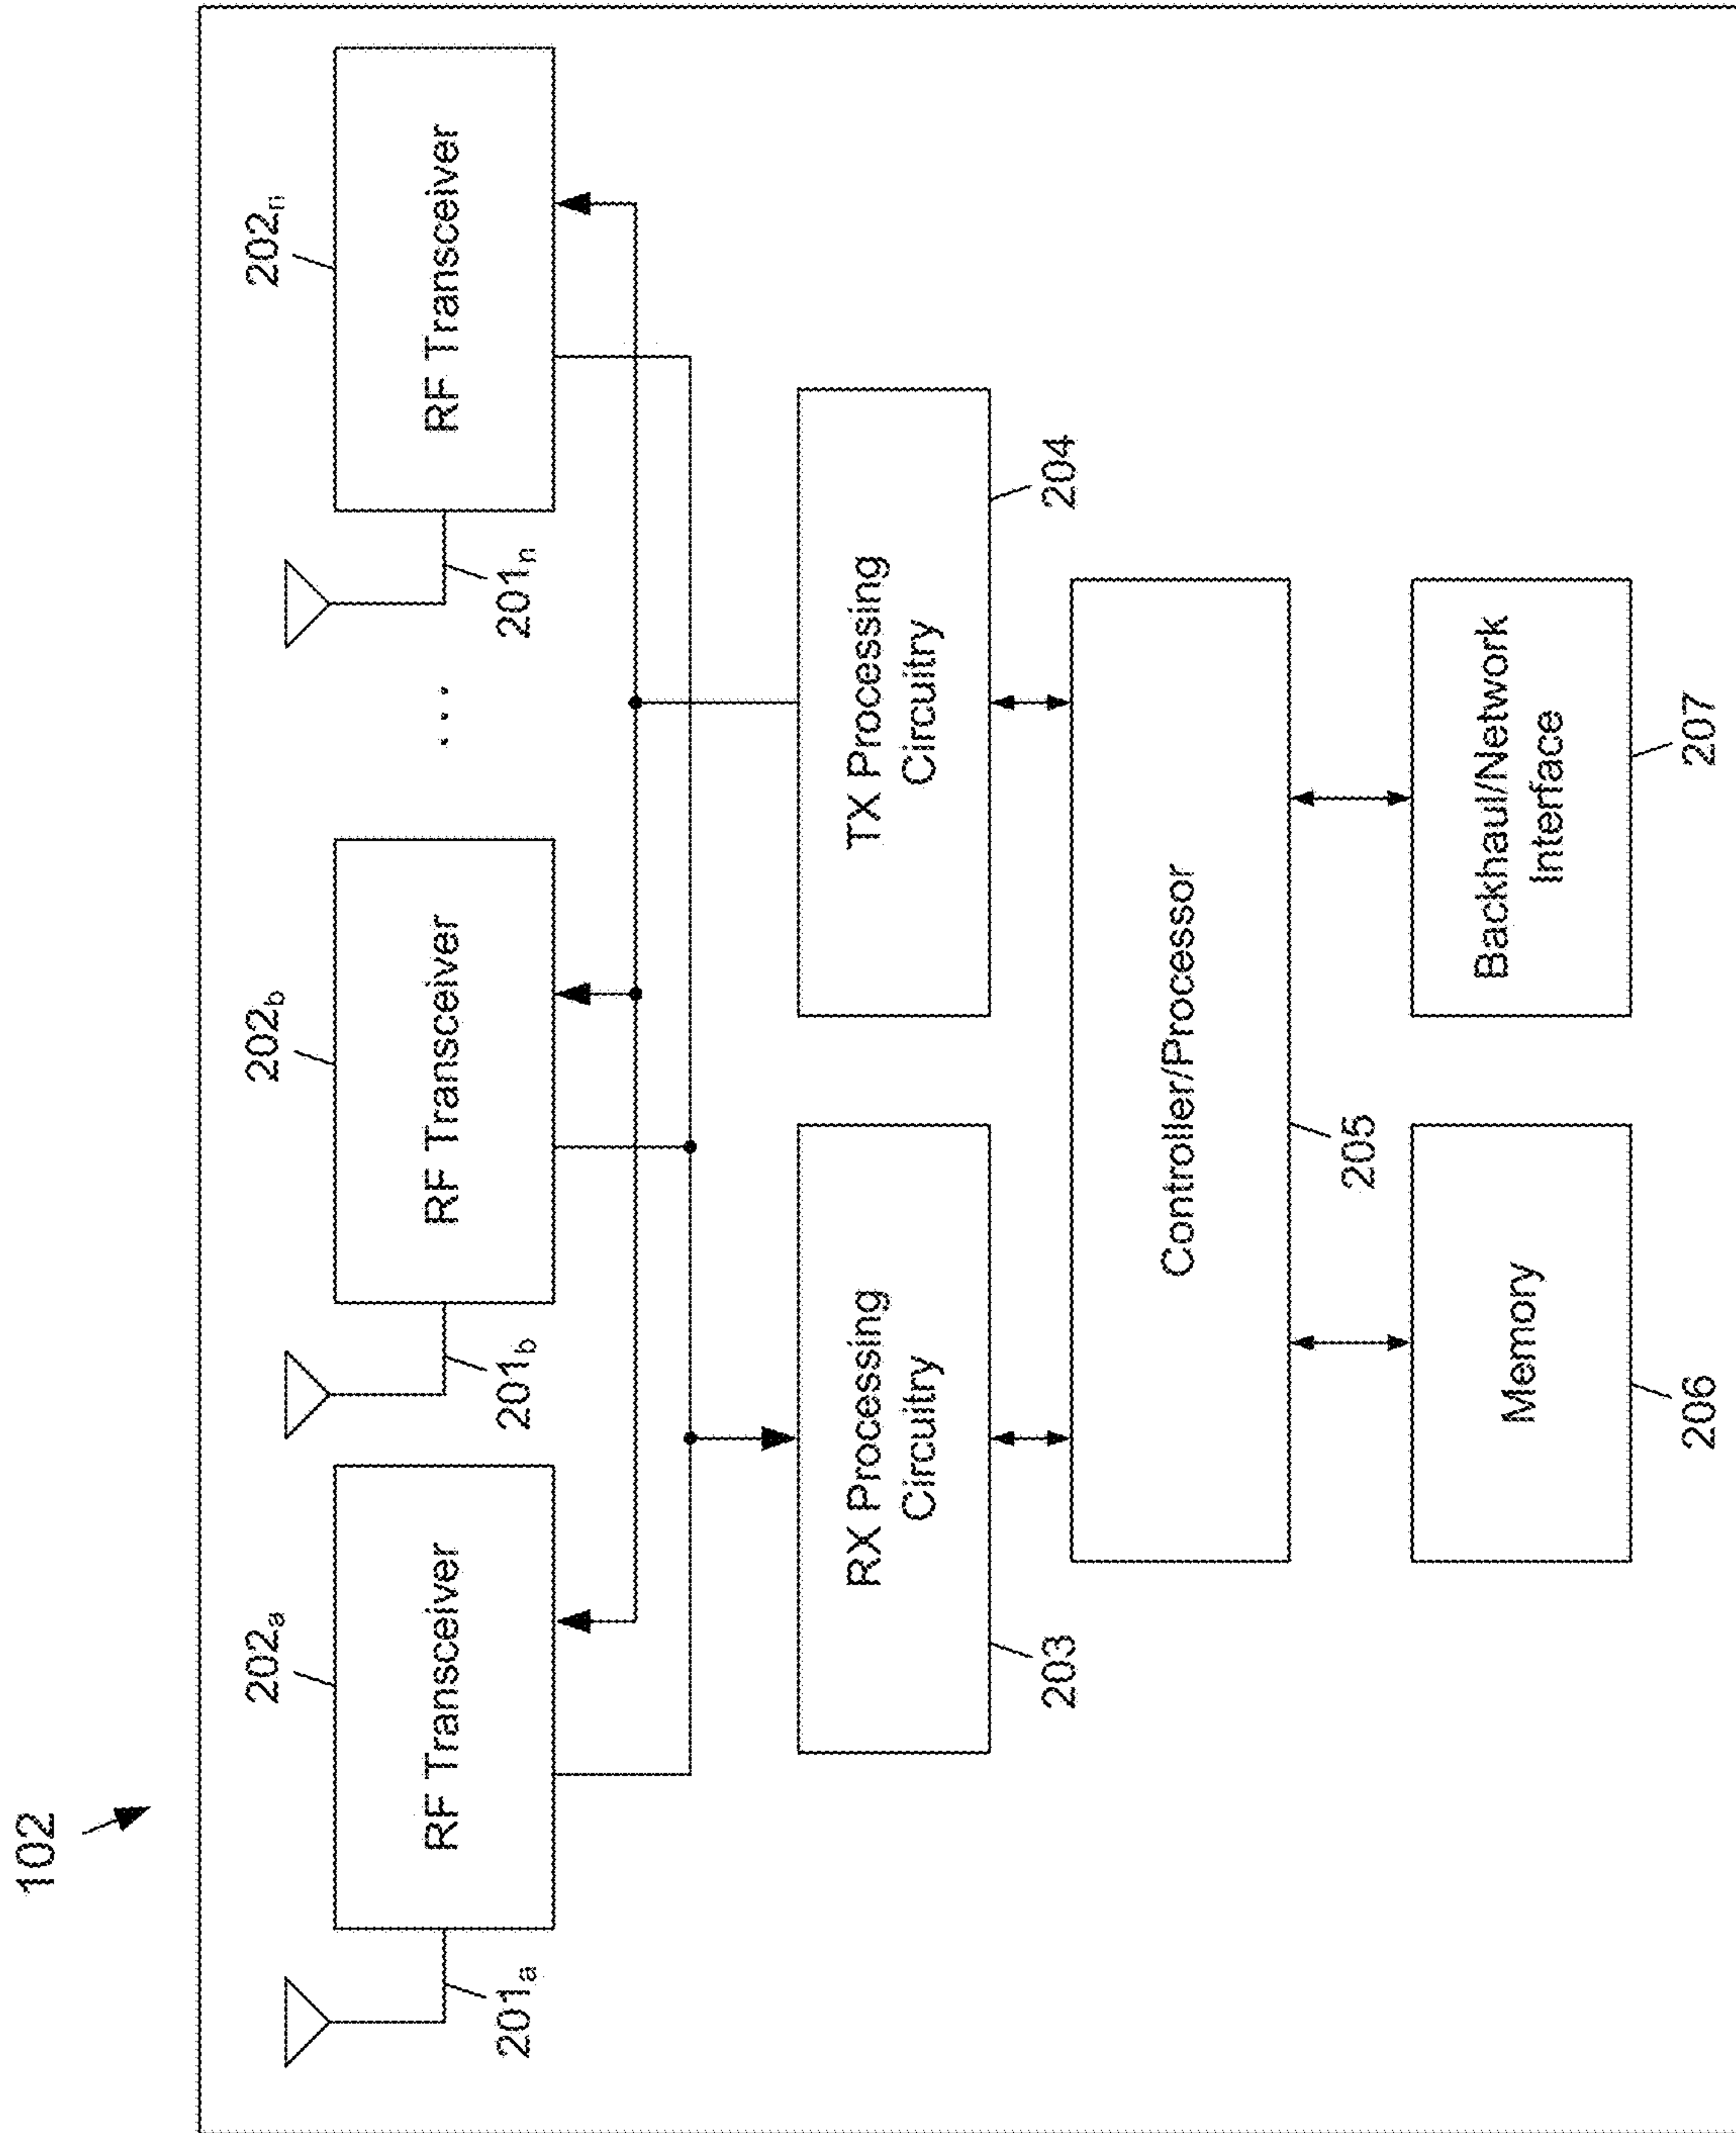 102
202a
202b
202n
RF Transceiver
RF Transceiver
...
RF Transceiver
201a
201b
201n
RX Processing
Circuitry
TX Processing
Circuitry
203
204
Controller/Processor
205
Memory
Backhaul/Network
Interface
206
207